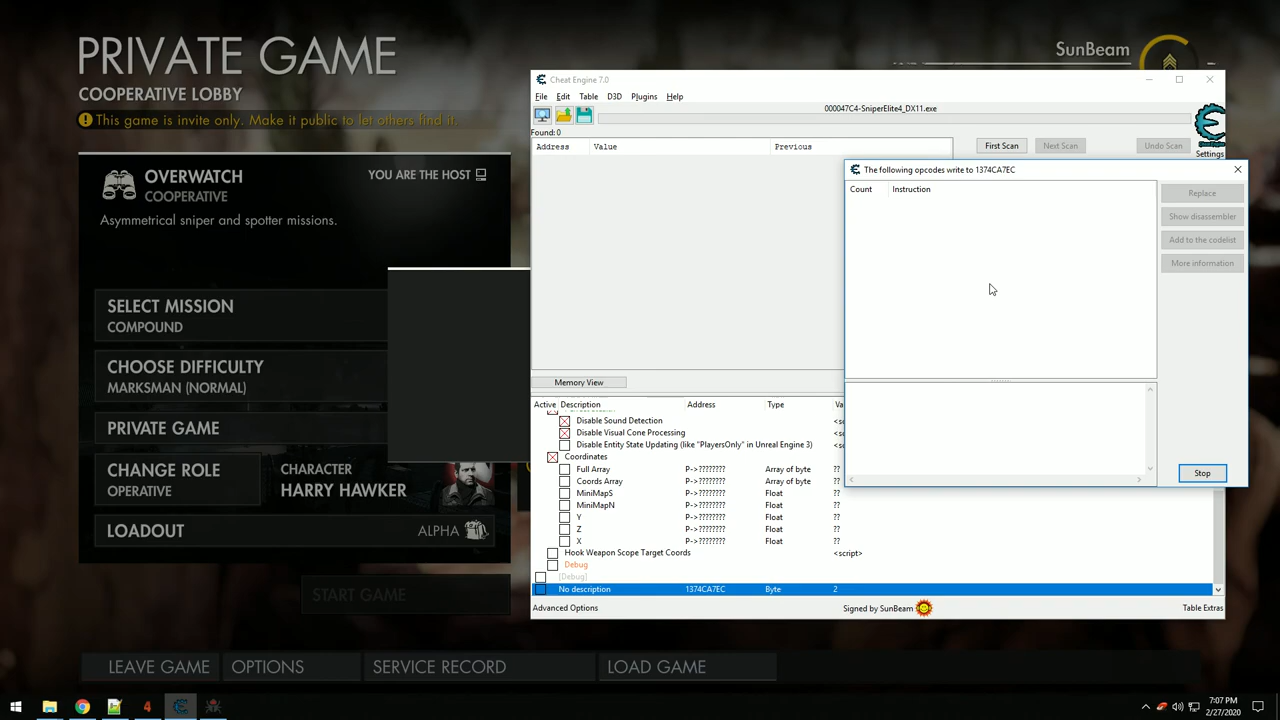 PRIVATE GAME
COOPERATIVE LOBBY
This game is invite only. Make it public to let others find it.
SunBeam
OVERWATCH
COOPERATIVE
YOU ARE THE HOST
Asymmetrical sniper and spotter missions.
SELECT MISSION
COMPOUND
CHOOSE DIFFICULTY
MARKSMAN (NORMAL)
PRIVATE GAME
CHANGE ROLE
OPERATIVE
CHARACTER
HARRY HAWKER
LOADOUT
ALPHA
START GAME
LEAVE GAME
OPTIONS
SERVICE RECORD
LOAD GAME
Cheat Engine 7.0
File Edit Table D3D Plugins Help
000047C4-SniperElite4_DX11.exe
Found: 0
Address Value Previous
First Scan Next Scan Undo Scan
Settings
Memory View
The following opcodes write to 1374CA7EC
Count Instruction
Replace
Show disassembler
Add to the codelist
More information
Stop
Active Description Address Type Va
Disable Sound Detection <sc
Disable Visual Cone Processing <sc
Disable Entity State Updating (like "PlayersOnly" in Unreal Engine 3) <sc
Coordinates
Full Array P->???????? Array of byte ??
Coords Array P->???????? Array of byte ??
MiniMapS P->???????? Float ??
MiniMapN P->???????? Float ??
Y P->???????? Float ??
Z P->???????? Float ??
X P->???????? Float ??
Hook Weapon Scope Target Coords <script>
Debug
[Debug]
No description 1374CA7EC Byte 2
Advanced Options
Signed by SunBeam
Table Extras
7:07 PM
2/27/2020